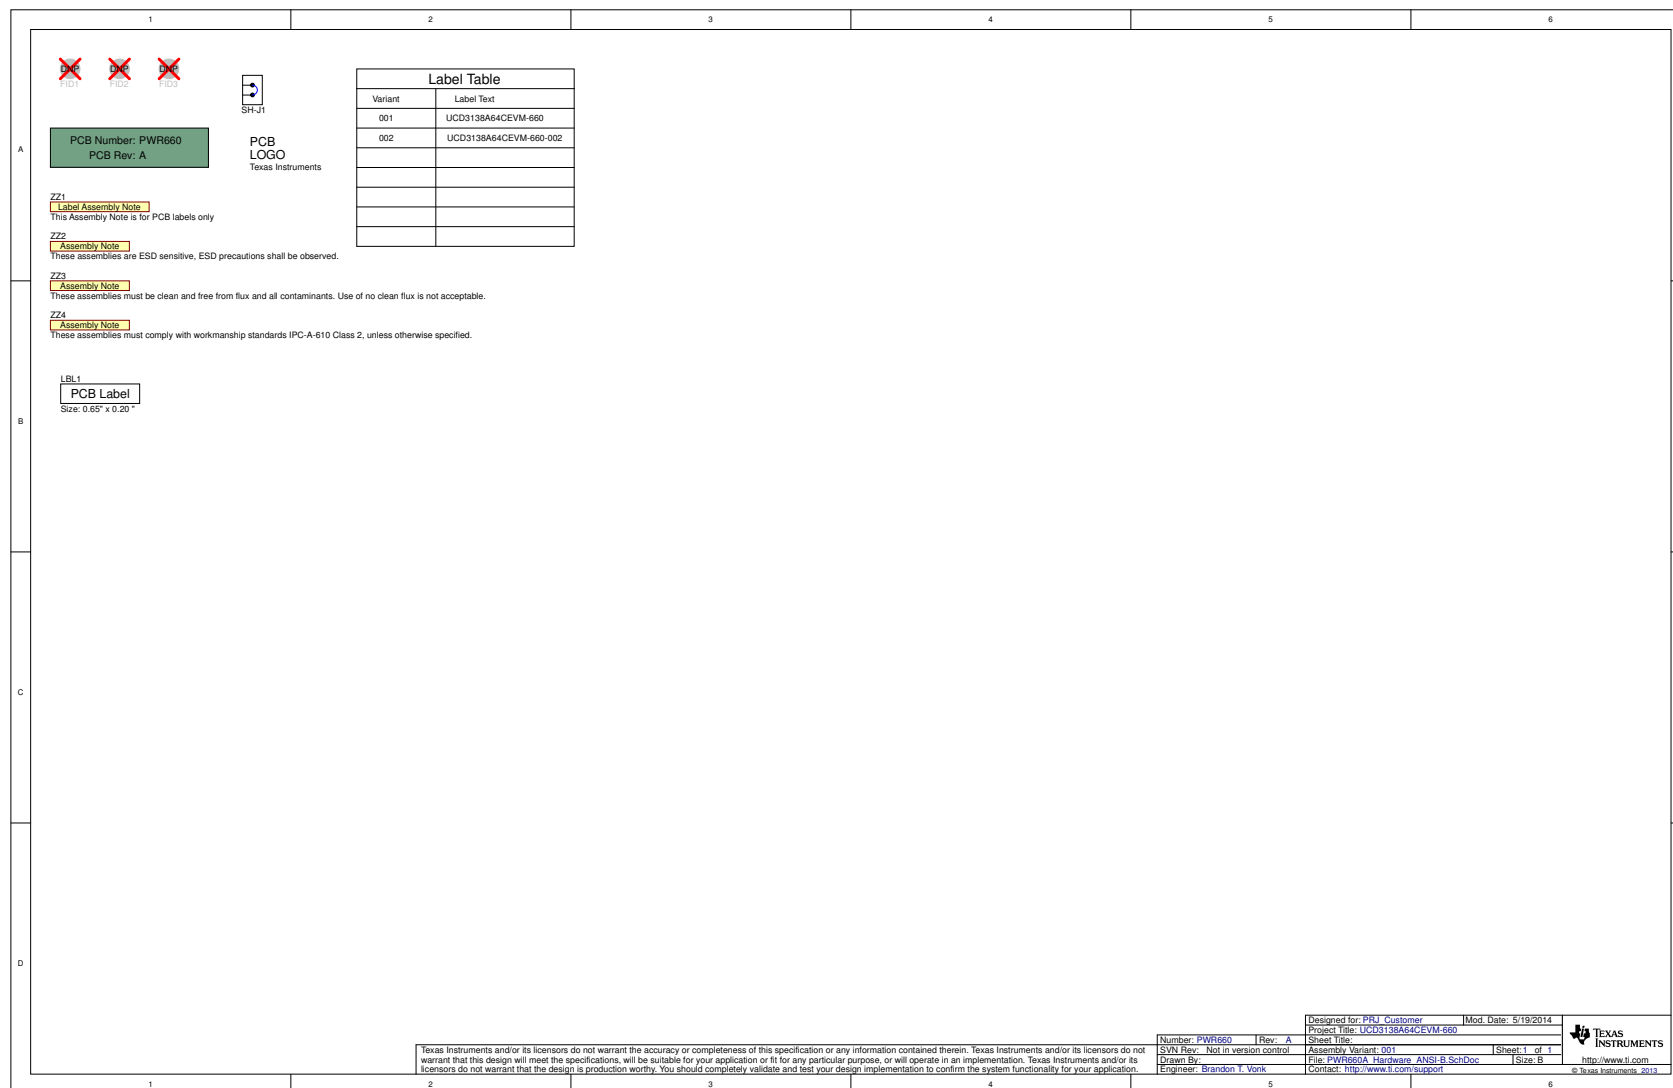 1 2 3 4 5 6
DNP DNP DNP
FID1 FID2 FID3
SH-J1
PCB Number: PWR660
PCB Rev: A
PCB
LOGO
Texas Instruments
Label Table
Variant Label Text
001 UCD3138A64CEVM-660
002 UCD3138A64CEVM-660-002
A
ZZ1
Label Assembly Note
This Assembly Note is for PCB labels only
ZZ2
Assembly Note
These assemblies are ESD sensitive, ESD precautions shall be observed.
ZZ3
Assembly Note
These assemblies must be clean and free from flux and all contaminants. Use of no clean flux is not acceptable.
ZZ4
Assembly Note
These assemblies must comply with workmanship standards IPC-A-610 Class 2, unless otherwise specified.
LBL1
PCB Label
Size: 0.65" x 0.20 "
B
C
D
Texas Instruments and/or its licensors do not warrant the accuracy or completeness of this specification or any information contained therein. Texas Instruments and/or its licensors do not
warrant that this design will meet the specifications, will be suitable for your application or fit for any particular purpose, or will operate in an implementation. Texas Instruments and/or its
licensors do not warrant that the design is production worthy. You should completely validate and test your design implementation to confirm the system functionality for your application.
Number: PWR660 Rev: A
SVN Rev: Not in version control
Drawn By:
Engineer: Brandon T. Vonk
Designed for: PRJ_Customer Mod. Date: 5/19/2014
Project Title: UCD3138A64CEVM-660
Sheet Title:
Assembly Variant: 001 Sheet: 1 of 1
File: PWR660A_Hardware_ANSI-B.SchDoc Size: B
Contact: http://www.ti.com/support
TEXAS
INSTRUMENTS
http://www.ti.com
© Texas Instruments 2013
1 2 3 4 5 6